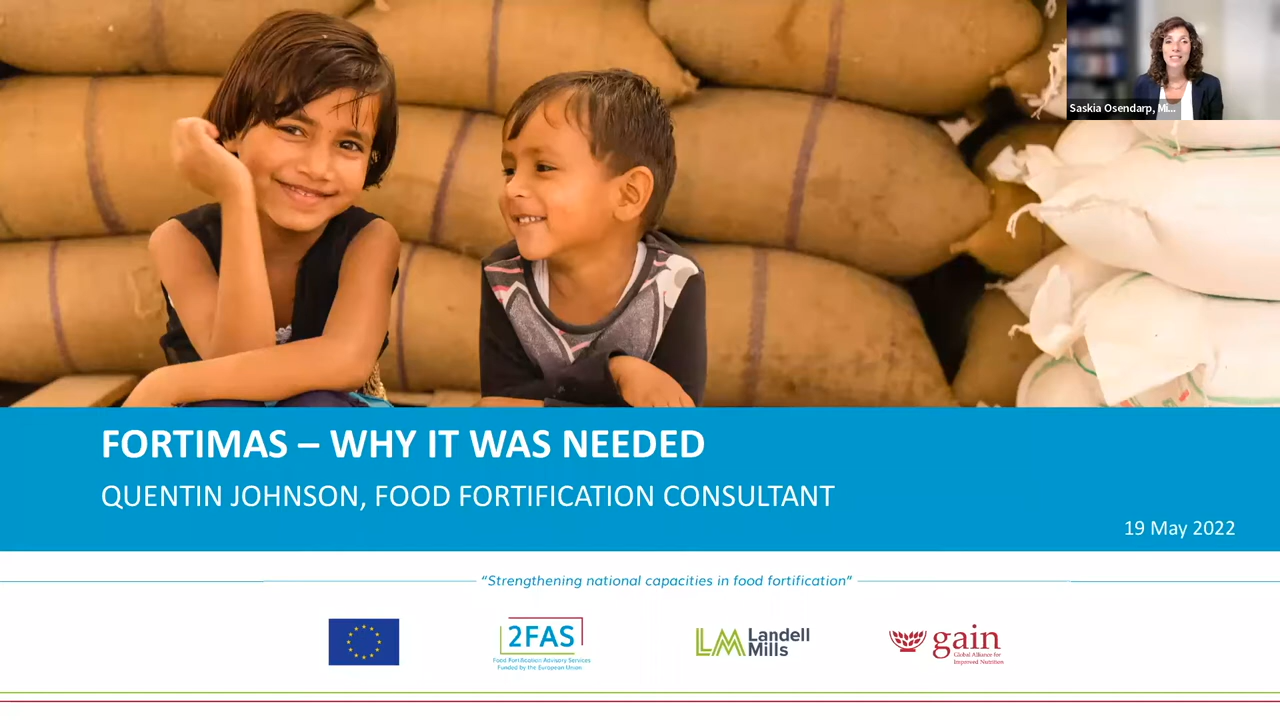 Saskia Osendarp, Mi...
FORTIMAS – WHY IT WAS NEEDED
QUENTIN JOHNSON, FOOD FORTIFICATION CONSULTANT
19 May 2022
“Strengthening national capacities in food fortification”
2FAS
Food Fortification Advisory Services
Funded by the European Union
LM Landell
Mills
gain
Global Alliance for
Improved Nutrition